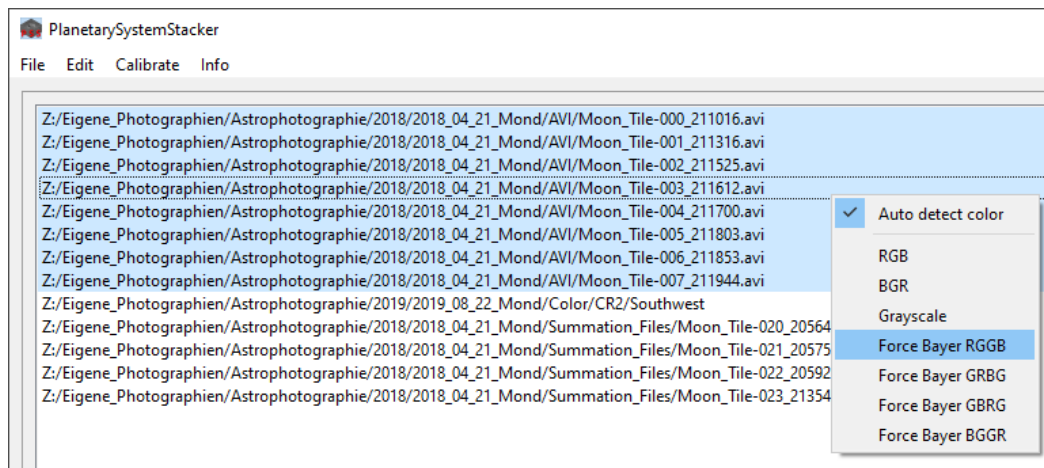 PlanetarySystemStacker
File Edit Calibrate Info
Z:/Eigene_Photographien/Astrophotographie/2018/2018_04_21_Mond/AVI/Moon_Tile-000_211016.avi
Z:/Eigene_Photographien/Astrophotographie/2018/2018_04_21_Mond/AVI/Moon_Tile-001_211316.avi
Z:/Eigene_Photographien/Astrophotographie/2018/2018_04_21_Mond/AVI/Moon_Tile-002_211525.avi
Z:/Eigene_Photographien/Astrophotographie/2018/2018_04_21_Mond/AVI/Moon_Tile-003_211612.avi
Z:/Eigene_Photographien/Astrophotographie/2018/2018_04_21_Mond/AVI/Moon_Tile-004_211700.avi
Z:/Eigene_Photographien/Astrophotographie/2018/2018_04_21_Mond/AVI/Moon_Tile-005_211803.avi
Z:/Eigene_Photographien/Astrophotographie/2018/2018_04_21_Mond/AVI/Moon_Tile-006_211853.avi
Z:/Eigene_Photographien/Astrophotographie/2018/2018_04_21_Mond/AVI/Moon_Tile-007_211944.avi
Z:/Eigene_Photographien/Astrophotographie/2019/2019_08_22_Mond/Color/CR2/Southwest
Z:/Eigene_Photographien/Astrophotographie/2018/2018_04_21_Mond/Summation_Files/Moon_Tile-020_20564
Z:/Eigene_Photographien/Astrophotographie/2018/2018_04_21_Mond/Summation_Files/Moon_Tile-021_20575
Z:/Eigene_Photographien/Astrophotographie/2018/2018_04_21_Mond/Summation_Files/Moon_Tile-022_20592
Z:/Eigene_Photographien/Astrophotographie/2018/2018_04_21_Mond/Summation_Files/Moon_Tile-023_21354
Auto detect color
RGB
BGR
Grayscale
Force Bayer RGGB
Force Bayer GRBG
Force Bayer GBRG
Force Bayer BGGR